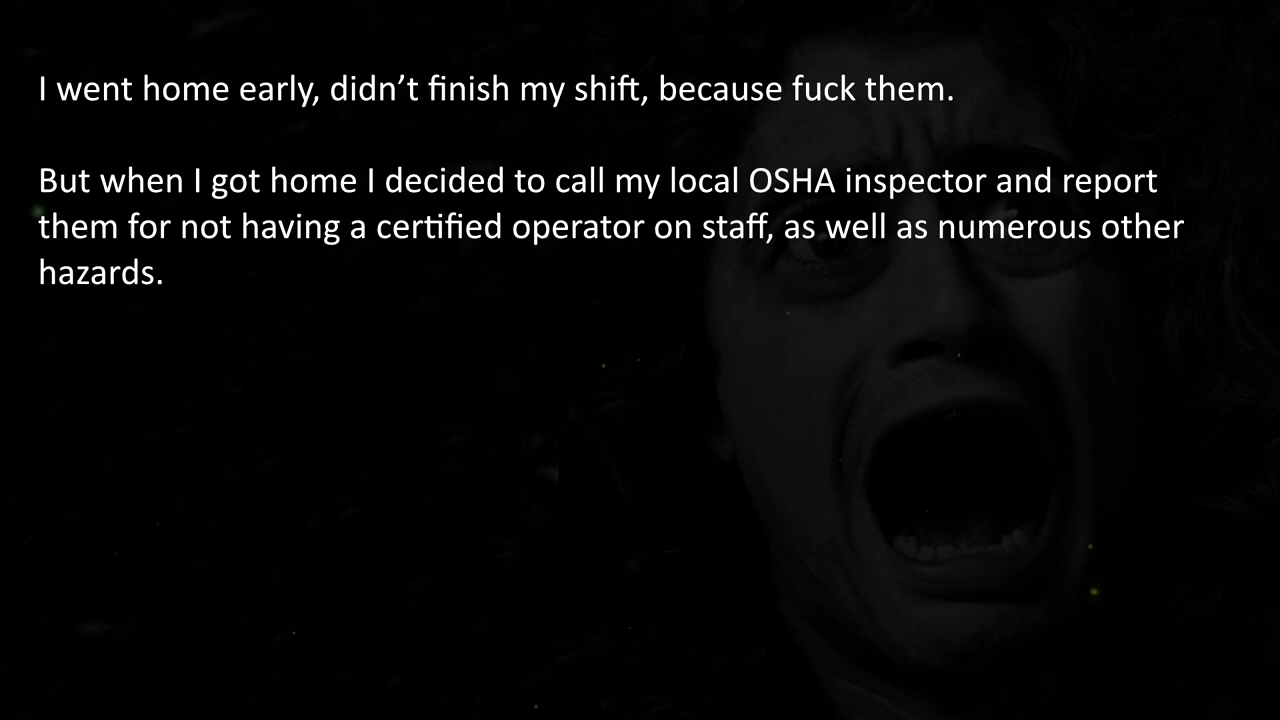 I went home early, didn’t finish my shift, because fuck them.
But when I got home I decided to call my local OSHA inspector and report
them for not having a certified operator on staff, as well as numerous other
hazards.